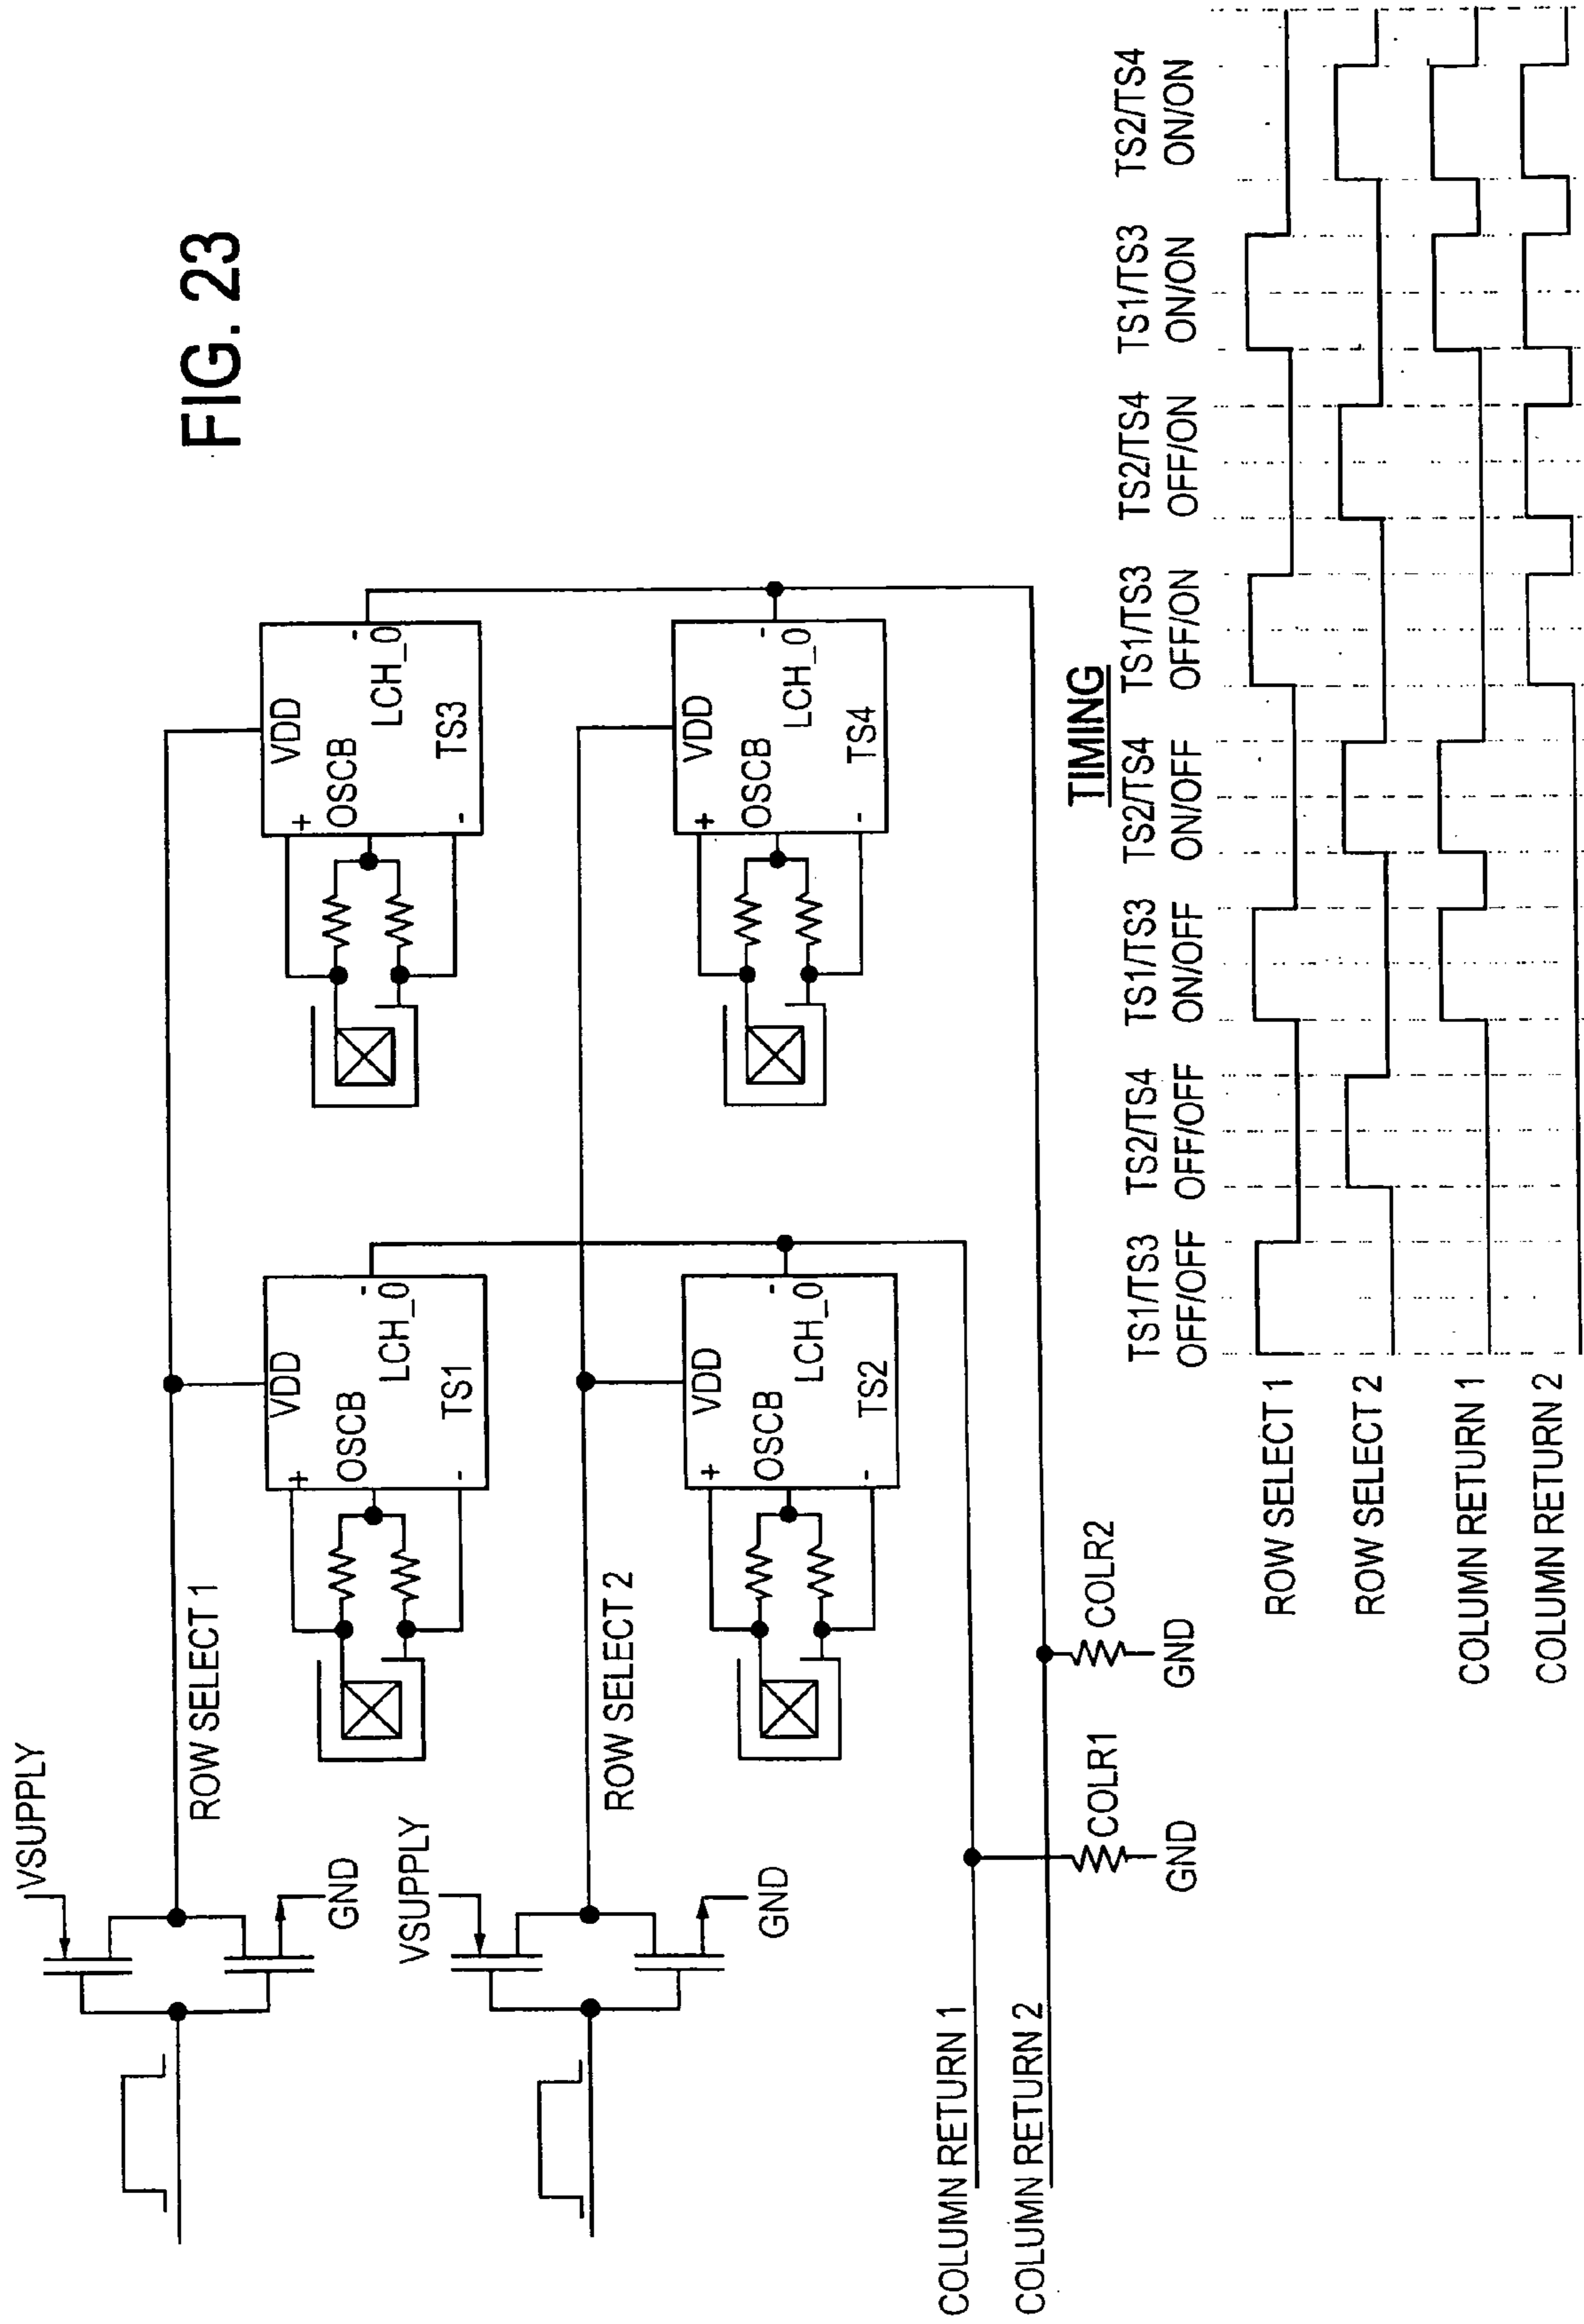 FIG. 23
VSUPPLY
ROW SELECT 1
GND
VDD
+
OSCB
-
LCH_0
-
TS1
VDD
+
OSCB
-
LCH_0
-
TS3
VSUPPLY
ROW SELECT 2
GND
VDD
+
OSCB
-
LCH_0
-
TS2
VDD
+
OSCB
-
LCH_0
-
TS4
COLUMN RETURN 1
COLUMN RETURN 2
COLR1
GND
COLR2
GND
TIMING
TS1/TS3 TS2/TS4 TS1/TS3 TS2/TS4 TS1/TS3 TS2/TS4 TS1/TS3 TS2/TS4
OFF/OFF OFF/OFF ON/OFF ON/OFF OFF/ON OFF/ON ON/ON ON/ON
ROW SELECT 1
ROW SELECT 2
COLUMN RETURN 1
COLUMN RETURN 2